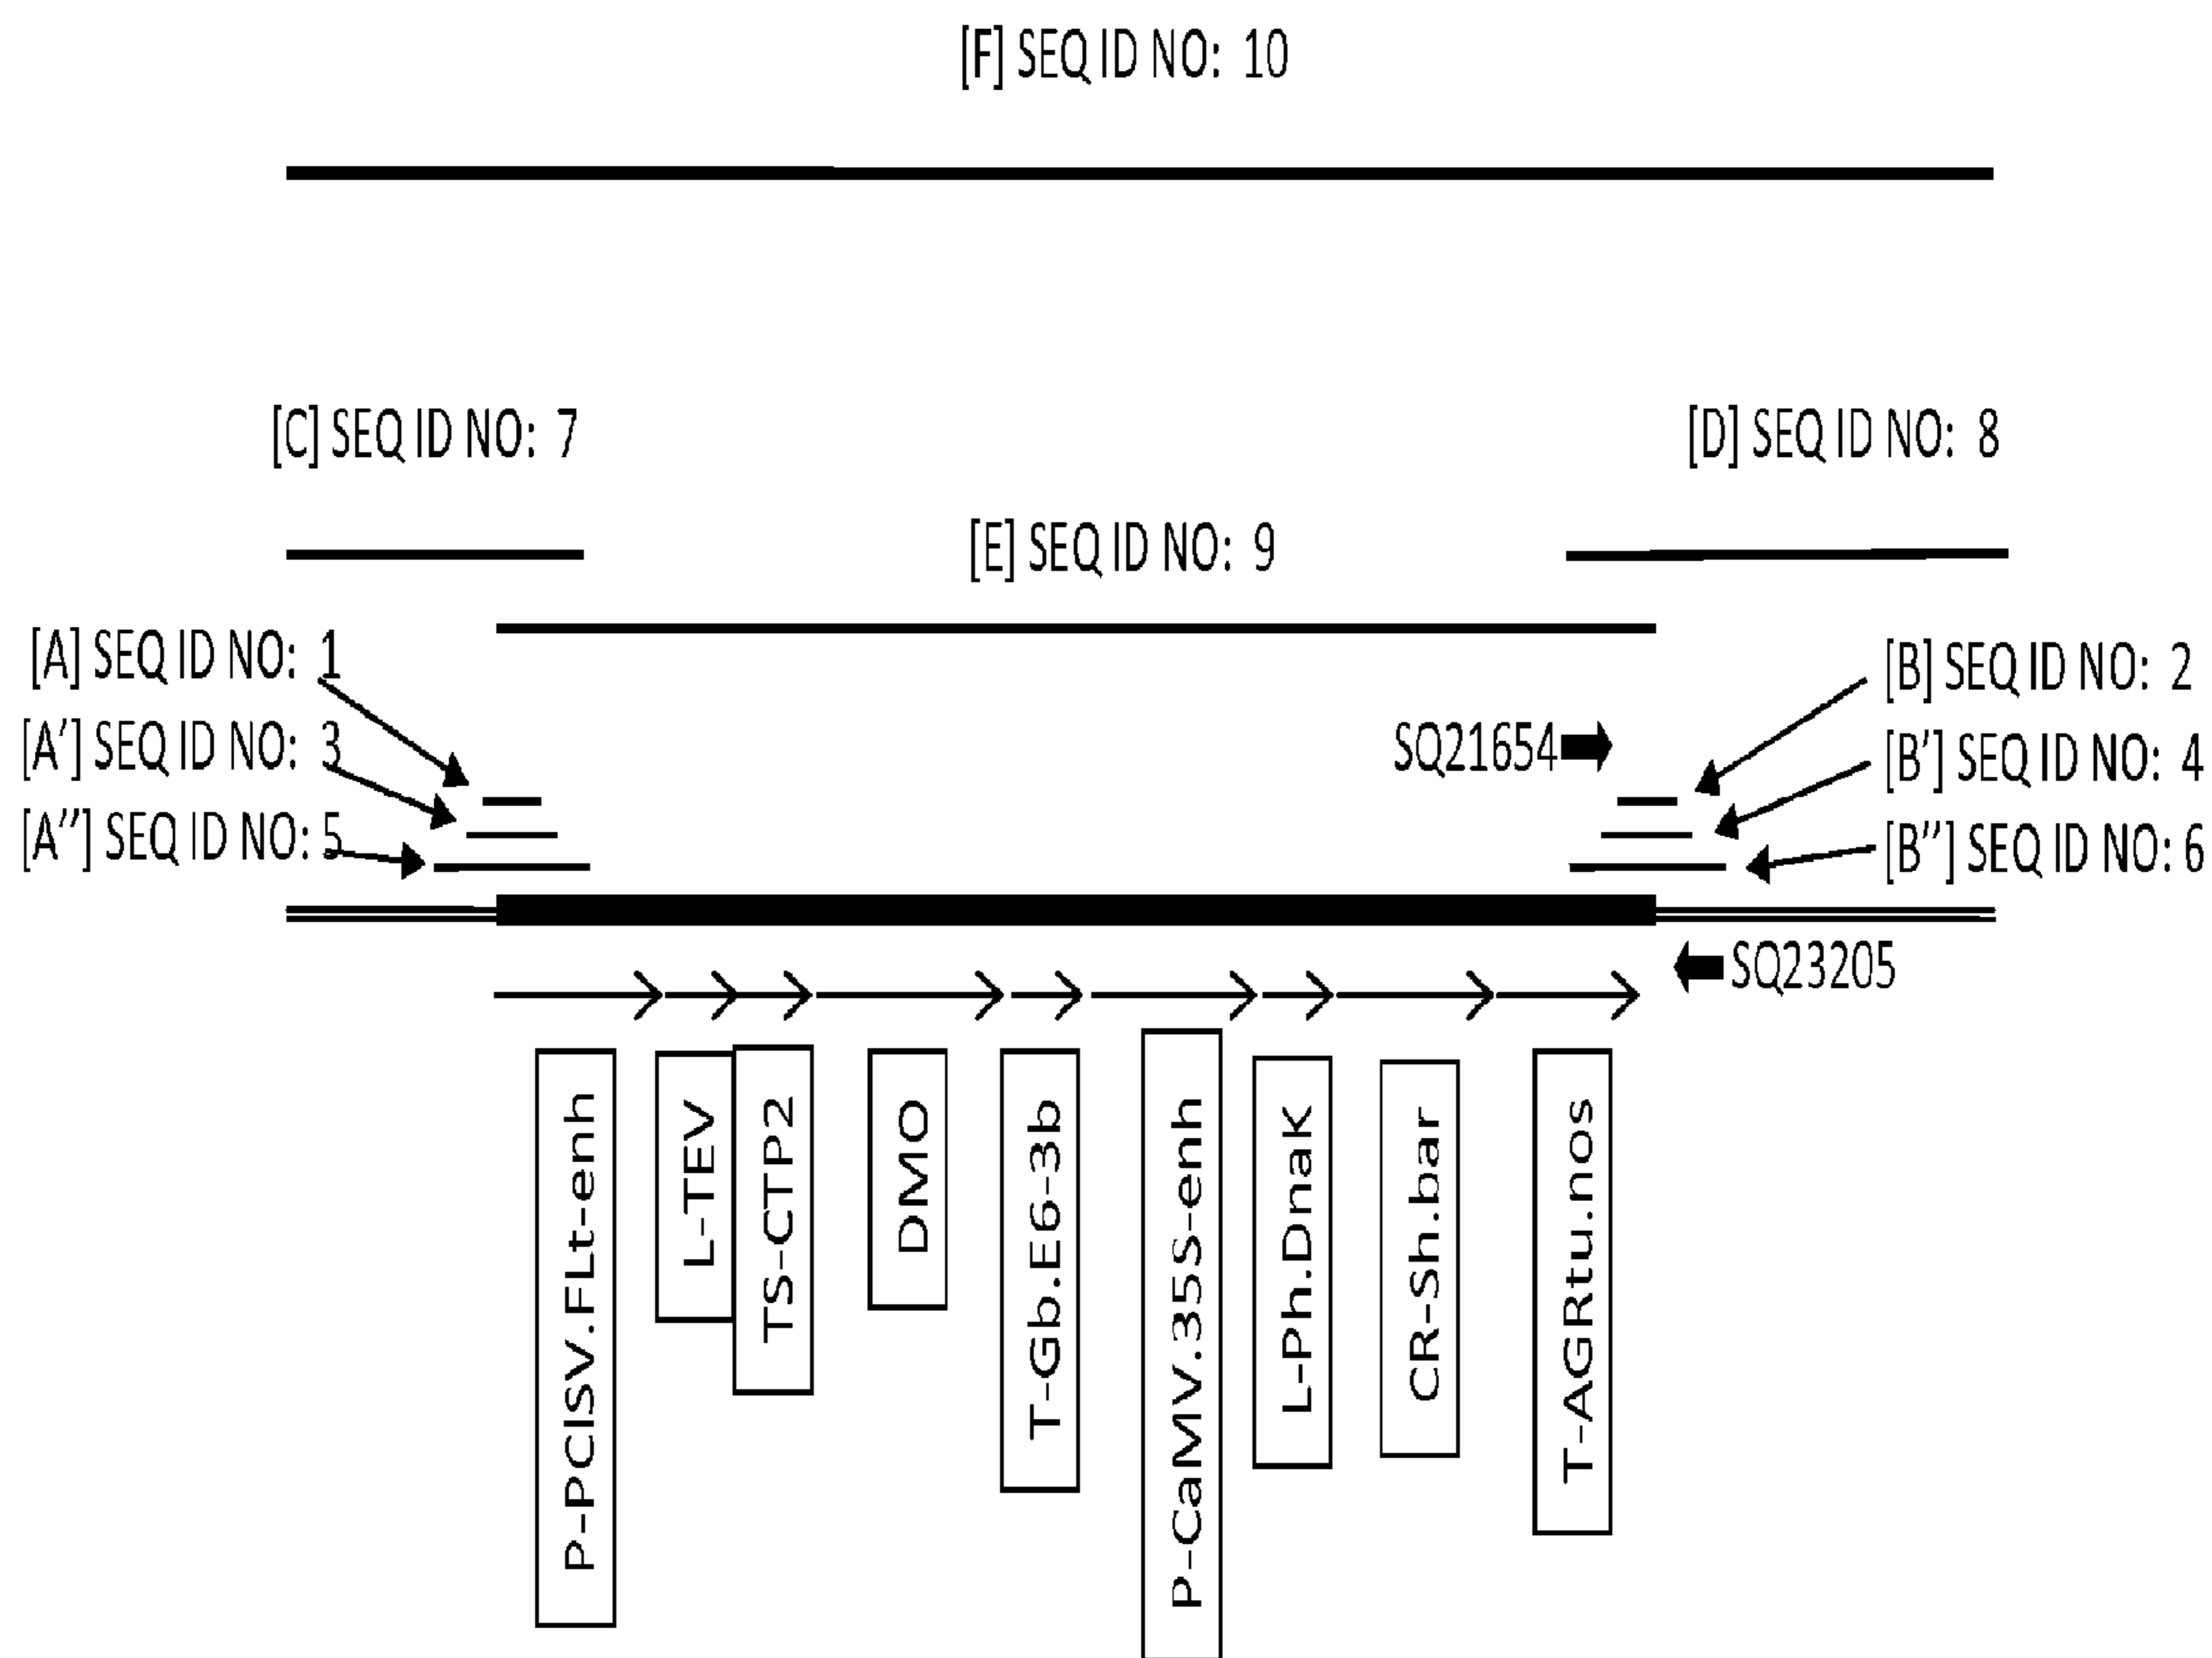 [F] SEQ ID NO: 10
[C] SEQ ID NO: 7
[D] SEQ ID NO: 8
[E] SEQ ID NO: 9
[A] SEQ ID NO: 1
[A'] SEQ ID NO: 3
[A''] SEQ ID NO: 5
SQ21654
[B] SEQ ID NO: 2
[B'] SEQ ID NO: 4
[B''] SEQ ID NO: 6
SQ23205
P-PCISV.FLt-enh
L-TEV
TS-CTP2
DMO
T-Gb.E6-3b
P-CaMV.35S-enh
L-Ph.DnaK
CR-Sh.bar
T-AGRtu.nos